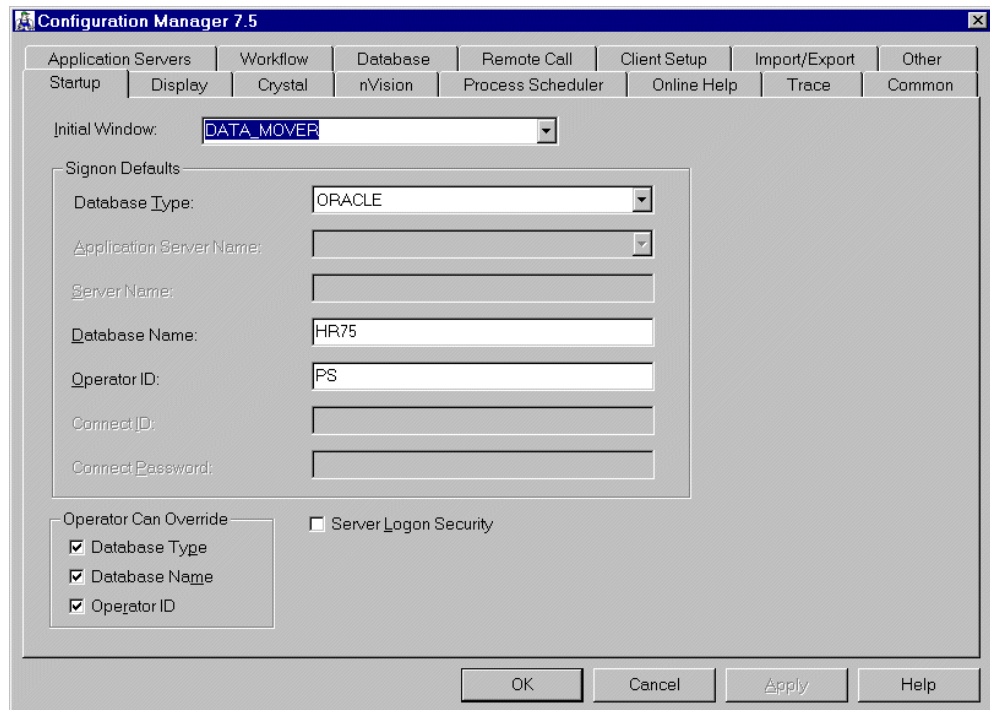 Configuration Manager 7.5
Application Servers Workflow Database Remote Call Client Setup Import/Export Other
Startup Display Crystal nVision Process Scheduler Online Help Trace Common
Initial Window: DATA_MOVER
Signon Defaults
Database Type: ORACLE
Application Server Name:
Server Name:
Database Name: HR75
Operator ID: PS
Connect ID:
Connect Password:
Operator Can Override
Server Logon Security
Database Type
Database Name
Operator ID
OK Cancel Apply Help